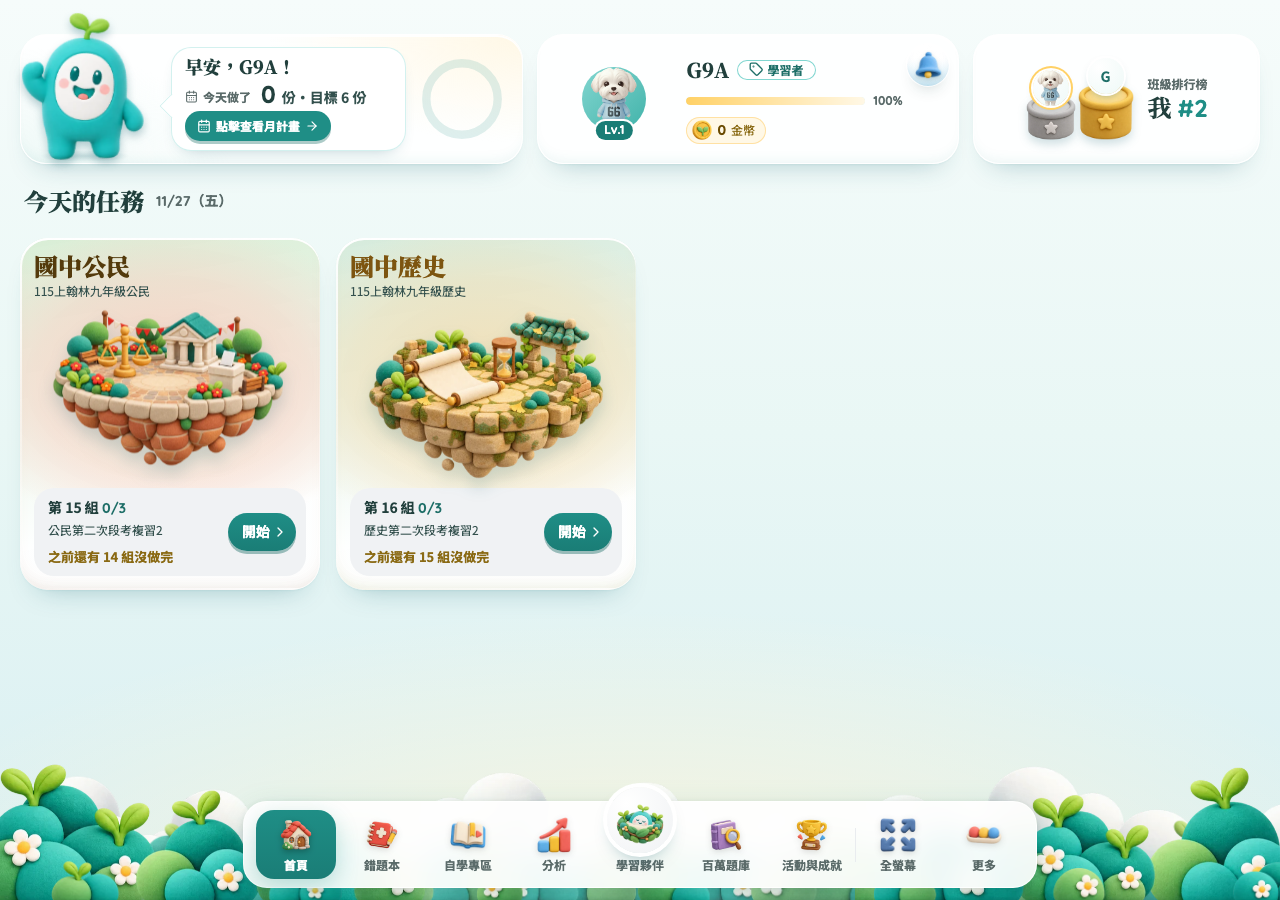 早安，G9A！
今天做了 0 份・目標 6 份
點擊查看月計畫
G9A 學習者
100%
66
Lv.1
0 金幣
66
G
班級排行榜
我 #2
今天的任務 11/27（五）
國中公民
115上翰林九年級公民
第 15 組 0/3
公民第二次段考複習2
之前還有 14 組沒做完
開始
國中歷史
115上翰林九年級歷史
第 16 組 0/3
歷史第二次段考複習2
之前還有 15 組沒做完
開始
首頁
錯題本
自學專區
分析
學習夥伴
百萬題庫
活動與成就
全螢幕
更多